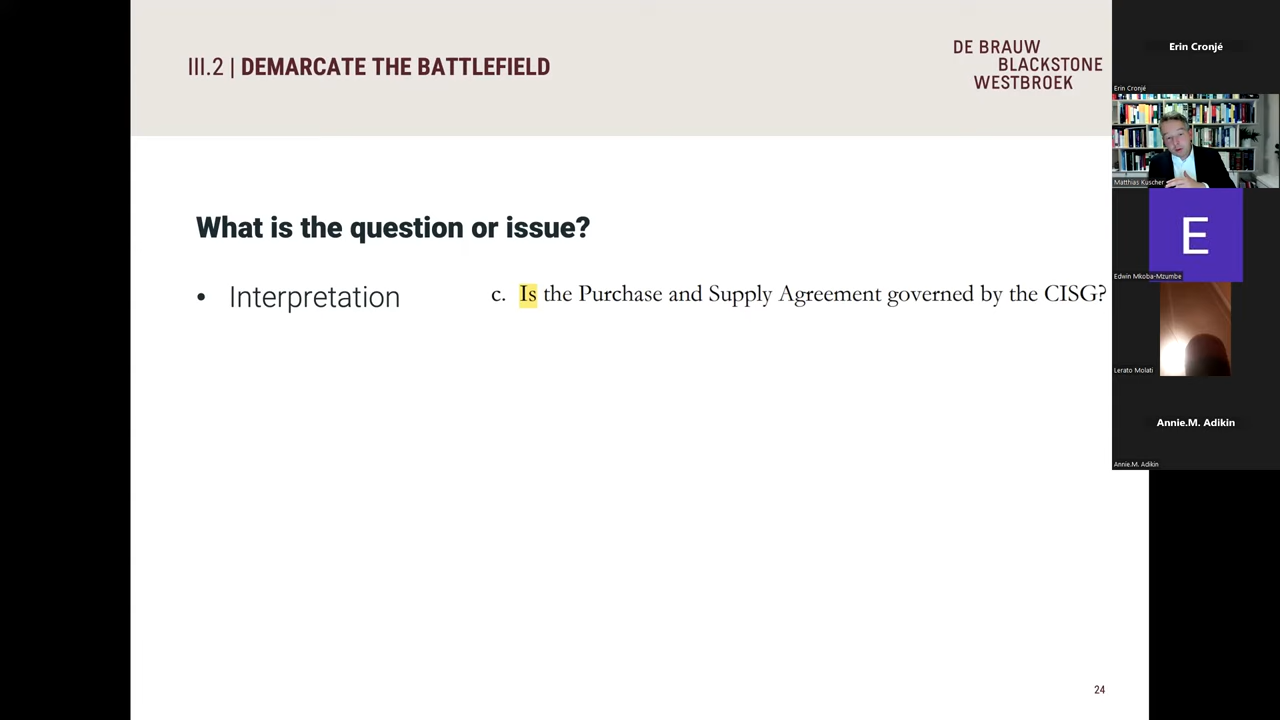 III.2 | DEMARCATE THE BATTLEFIELD
DE BRAUW
BLACKSTONE
WESTBROEK
What is the question or issue?
• Interpretation
c. Is the Purchase and Supply Agreement governed by the CISG?
24
Erin Cronjé
Erin Cronjé
Matthias Kuscher
E
Edwin Mkoba-Mzumbe
Lerato Molati
Annie.M. Adikin
Annie.M. Adikin